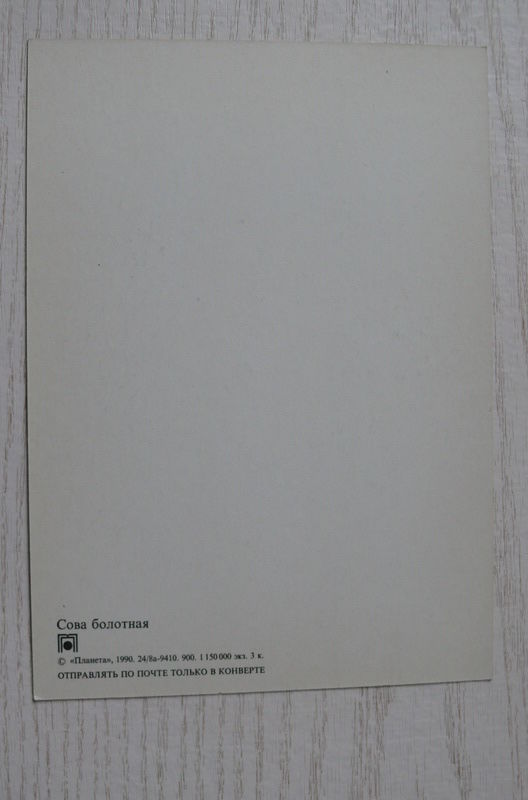 Сова болотная
© «Планета», 1990. 24/8а-9410. 900. 1 150 000 экз. 3 к.
ОТПРАВЛЯТЬ ПО ПОЧТЕ ТОЛЬКО В КОНВЕРТЕ